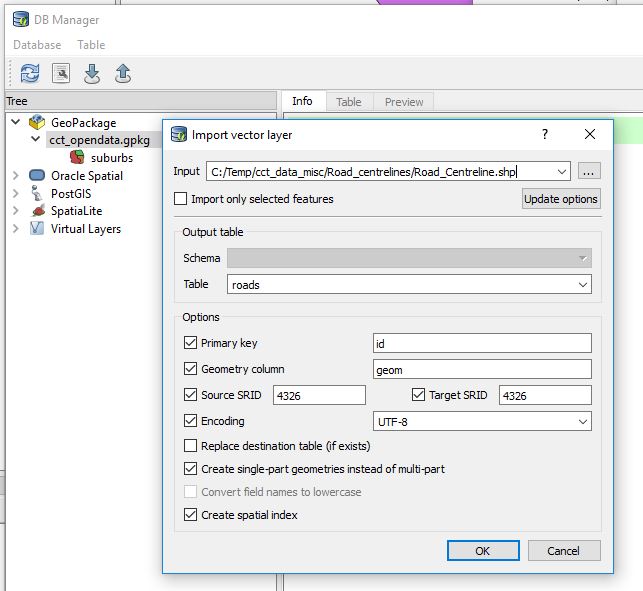 DB Manager
Database Table
Tree
Info Table Preview
GeoPackage
cct_opendata.gpkg
suburbs
Oracle Spatial
PostGIS
SpatiaLite
Virtual Layers
Import vector layer ?
Input C:/Temp/cct_data_misc/Road_centrelines/Road_Centreline.shp ...
Import only selected features Update options
Output table
Schema
Table roads
Options
Primary key id
Geometry column geom
Source SRID 4326 Target SRID 4326
Encoding UTF-8
Replace destination table (if exists)
Create single-part geometries instead of multi-part
Convert field names to lowercase
Create spatial index
OK Cancel